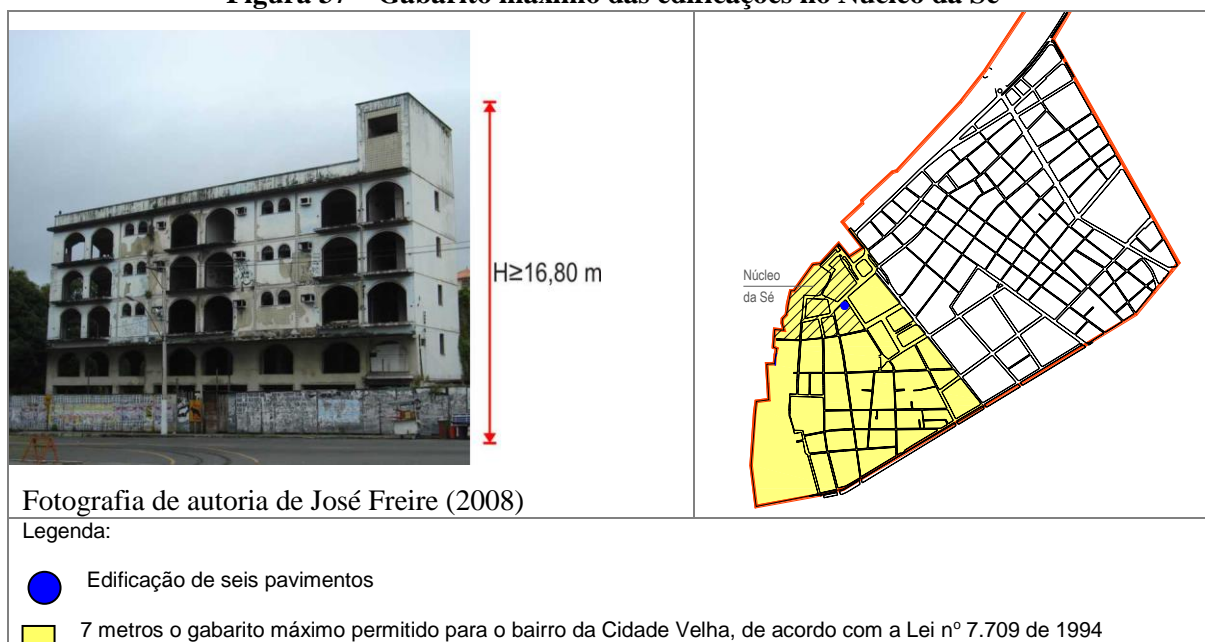 Figura 37 – Gabarito máximo das edificações no Núcleo da Sé
H≥16,80 m
Núcleo
da Sé
Fotografia de autoria de José Freire (2008)
Legenda:
Edificação de seis pavimentos
7 metros o gabarito máximo permitido para o bairro da Cidade Velha, de acordo com a Lei nº 7.709 de 1994